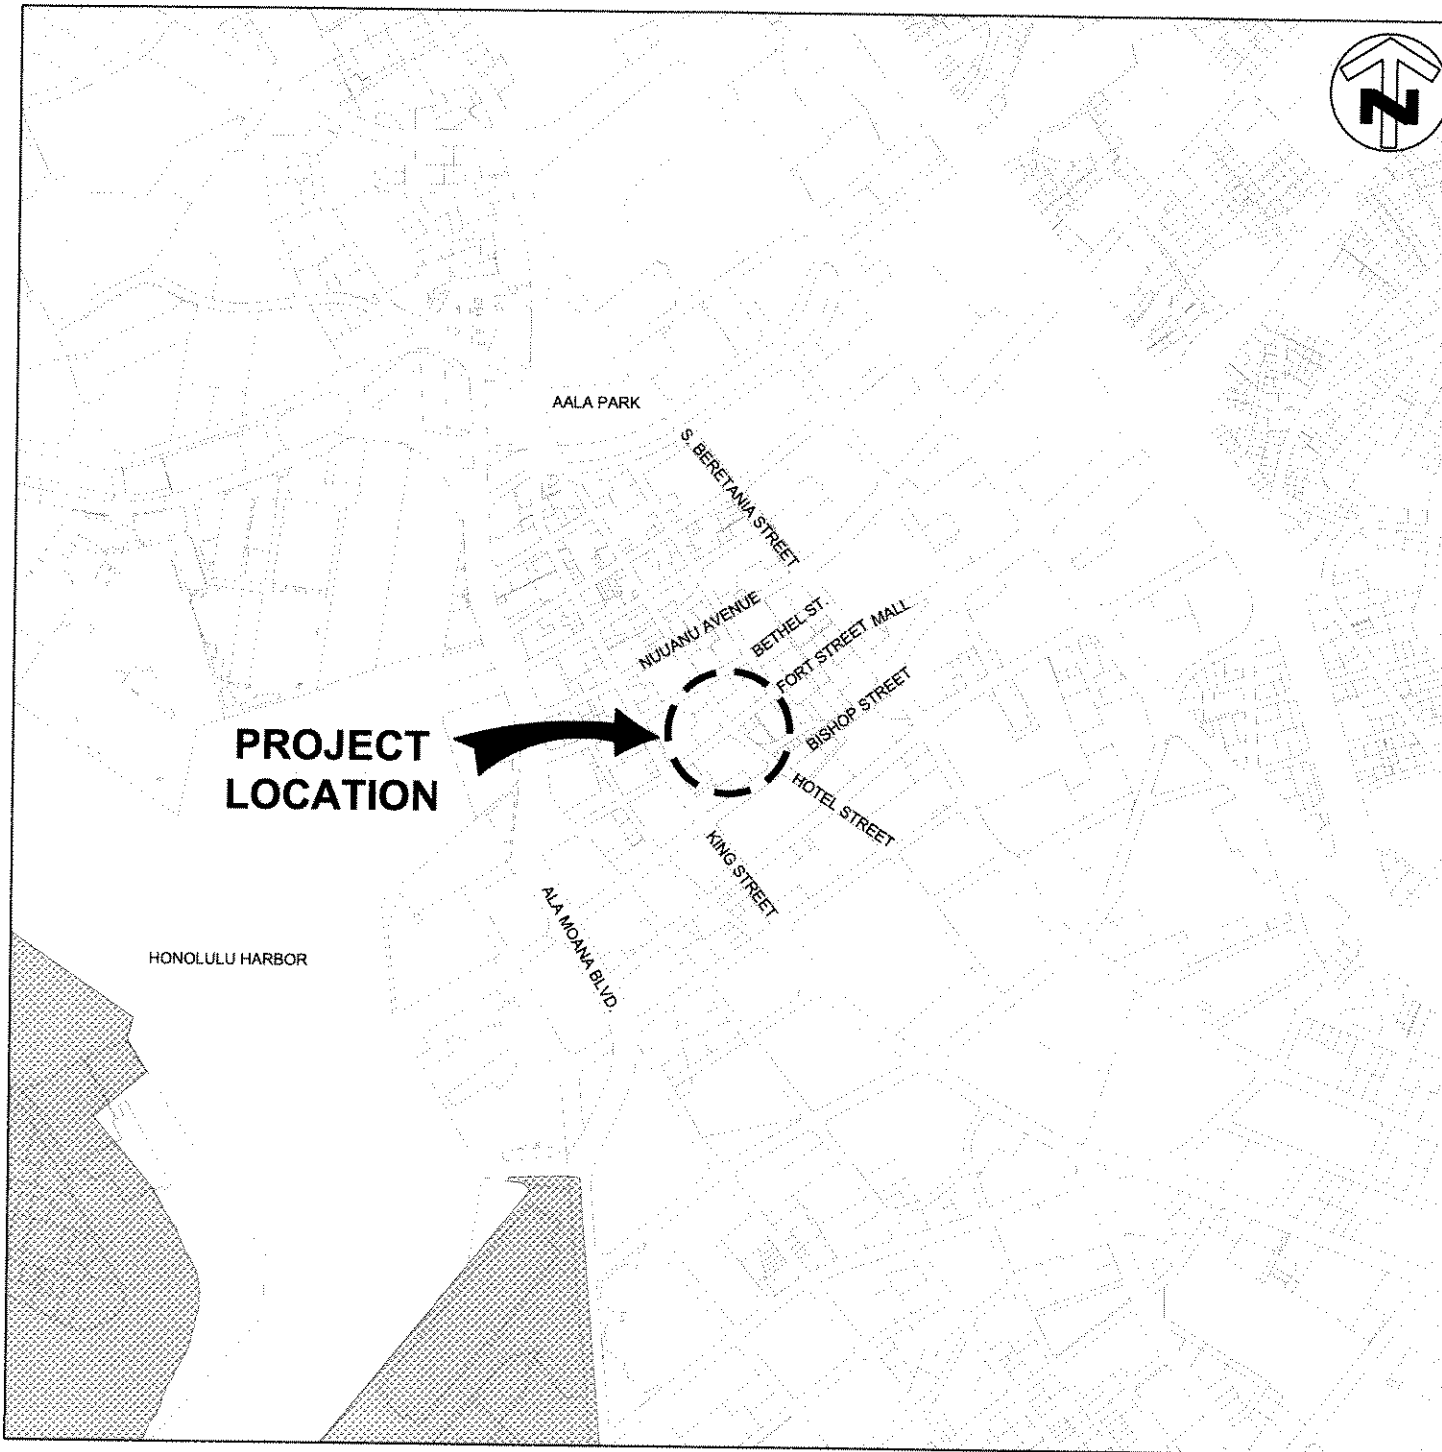 N
AALA PARK
S. BERETANIA STREET
NUUANU AVENUE
BETHEL ST.
FORT STREET MALL
BISHOP STREET
PROJECT
LOCATION
HOTEL STREET
KING STREET
ALA MOANA BLVD.
HONOLULU HARBOR